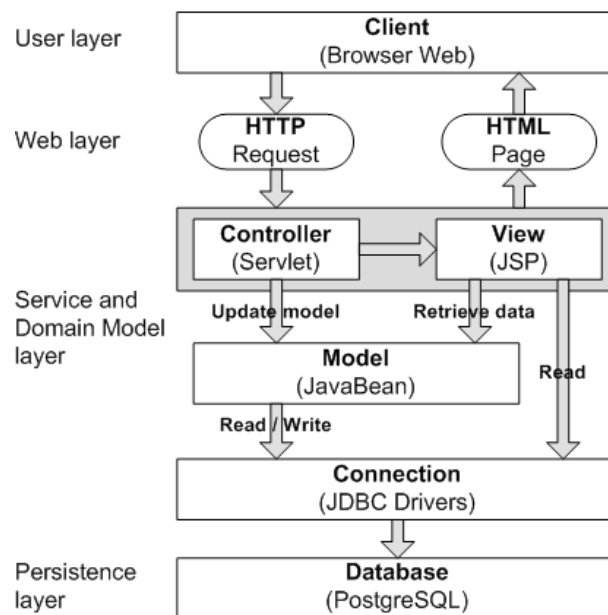 User layer
Client
(Browser Web)
Web layer
HTTP
Request
HTML
Page
Controller
(Servlet)
View
(JSP)
Service and
Domain Model
layer
Update model
Retrieve data
Model
(JavaBean)
Read
Read / Write
Connection
(JDBC Drivers)
Persistence
layer
Database
(PostgreSQL)